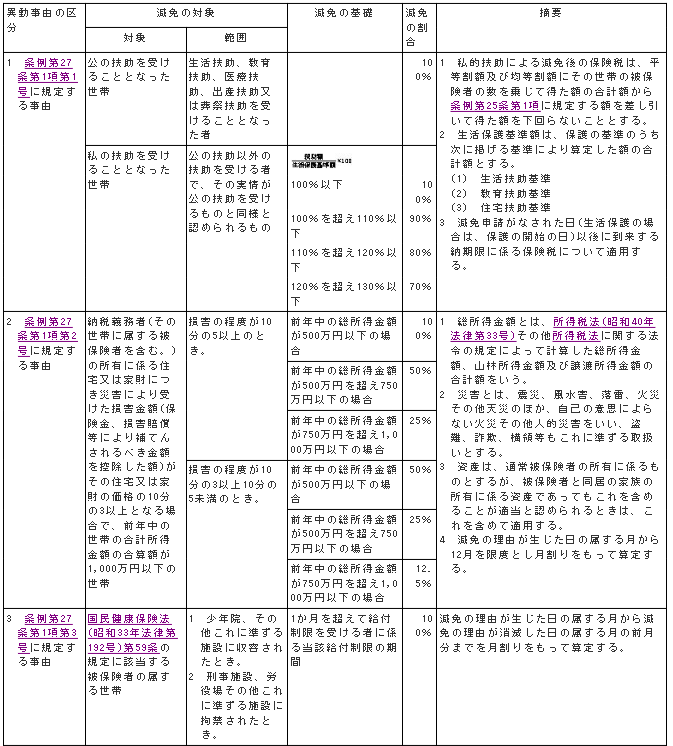 異動事由の区分
減免の対象
減免の基礎
減免の割合
摘要
対象
範囲
1　条例第27
条第1項第1
号に規定す
る事由
公の扶助を受け
ることとなった
世帯
生活扶助、教育
扶助、医療扶
助、出産扶助又
は葬祭扶助を受
けることとなっ
た者
10
0%
1　私的扶助による減免後の保険税は、平
等割額及び均等割額にその世帯の被保
険者の数を乗じて得た額の合計額から
条例第25条第1項に規定する額を差し引
いて得た額を下回らないこととする。
2　生活保護基準額は、保護の基準のうち
次に掲げる基準により算定した額の合
計額とする。
(1)　生活扶助基準
(2)　教育扶助基準
(3)　住宅扶助基準
3　減免申請がなされた日(生活保護の場
合は、保護の開始の日)以後に到来する
納期限に係る保険税について適用す
る。
私の扶助を受け
ることとなった
世帯
公の扶助以外の
扶助を受ける者
で、その実情が
公の扶助を受け
るものと同様と
認められるもの
扶助額
生活保護基準額×100
100%以下
10
0%
100%を超え110%以
下
90%
110%を超え120%以
下
80%
120%を超え130%以
下
70%
2　条例第27
条第1項第2
号に規定す
る事由
納税義務者(その
世帯に属する被
保険者を含む。)
の所有に係る住
宅又は家財につ
き災害により受
けた損害金額(保
険金、損害賠償
等により補てん
されるべき金額
を控除した額)が
その住宅又は家
財の価格の10分
の3以上となる場
合で、前年中の
世帯の合計所得
金額の合算額が
1,000万円以下の
世帯
損害の程度が10
分の5以上のと
き。
前年中の総所得金額
が500万円以下の場
合
10
0%
前年中の総所得金額
が500万円を超え750
万円以下の場合
50%
前年中の総所得金額
が750万円を超え1,0
00万円以下の場合
25%
損害の程度が10
分の3以上10分の
5未満のとき。
前年中の総所得金額
が500万円以下の場
合
50%
前年中の総所得金額
が500万円を超え750
万円以下の場合
25%
前年中の総所得金額
が750万円を超え1,0
00万円以下の場合
12.
5%
1　総所得金額とは、所得税法(昭和40年
法律第33号)その他所得税法に関する法
令の規定によって計算した総所得金
額、山林所得金額及び譲渡所得金額の
合計額をいう。
2　災害とは、震災、風水害、落雷、火災
その他天災のほか、自己の意思によら
ない火災その他人的災害をいい、盗
難、詐欺、横領等もこれに準ずる取扱
いとする。
3　資産は、通常被保険者の所有に係るも
のとするが、被保険者と同居の家族の
所有に係る資産であってもこれを含め
ることが適当と認められるときは、こ
れを含めて適用する。
4　減免の理由が生じた日の属する月から
12月を限度とし月割りをもって算定す
る。
3　条例第27
条第1項第3
号に規定す
る事由
国民健康保険法
(昭和33年法律第
192号)第59条の
規定に該当する
被保険者の属す
る世帯
1　少年院、その
他これに準ずる
施設に収容され
たとき。
2　刑事施設、労
役場その他これ
に準ずる施設に
拘禁されたと
き。
1か月を超えて給付
制限を受ける者に係
る当該給付制限の期
間
10
0%
減免の理由が生じた日の属する月から減
免の理由が消滅した日の属する月の前月
分までを月割りをもって算定する。